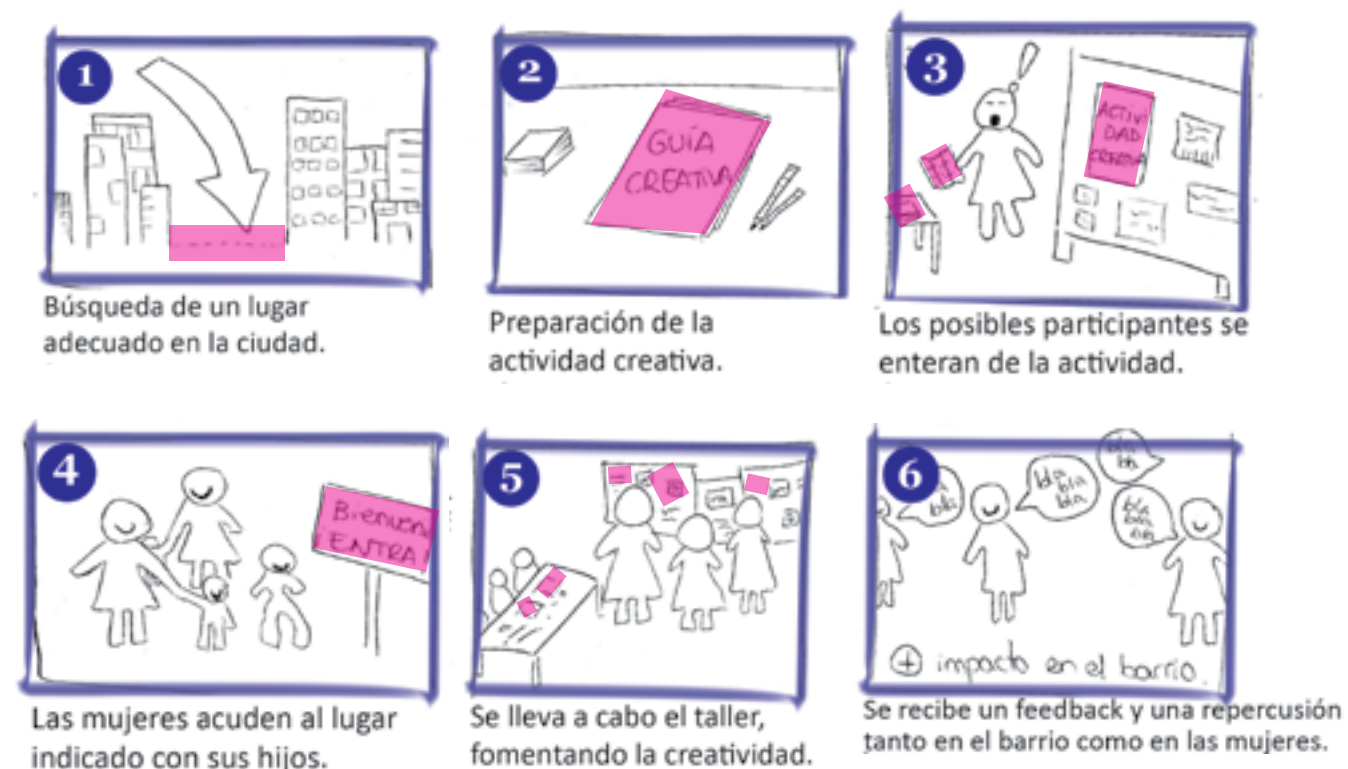 1
Búsqueda de un lugar
adecuado en la ciudad.
2
GUÍA
CREATIVA
Preparación de la
actividad creativa.
3
ACTIVI
DAD
CREATIVA
Los posibles participantes se
enteran de la actividad.
4
Bienvenid
¡ENTRA!
Las mujeres acuden al lugar
indicado con sus hijos.
5
Se lleva a cabo el taller,
fomentando la creatividad.
6
bla
bla
bla
bla
bla
bla
bla
bla
bla
bla
+ impacto en el barrio.
Se recibe un feedback y una repercusión
tanto en el barrio como en las mujeres.